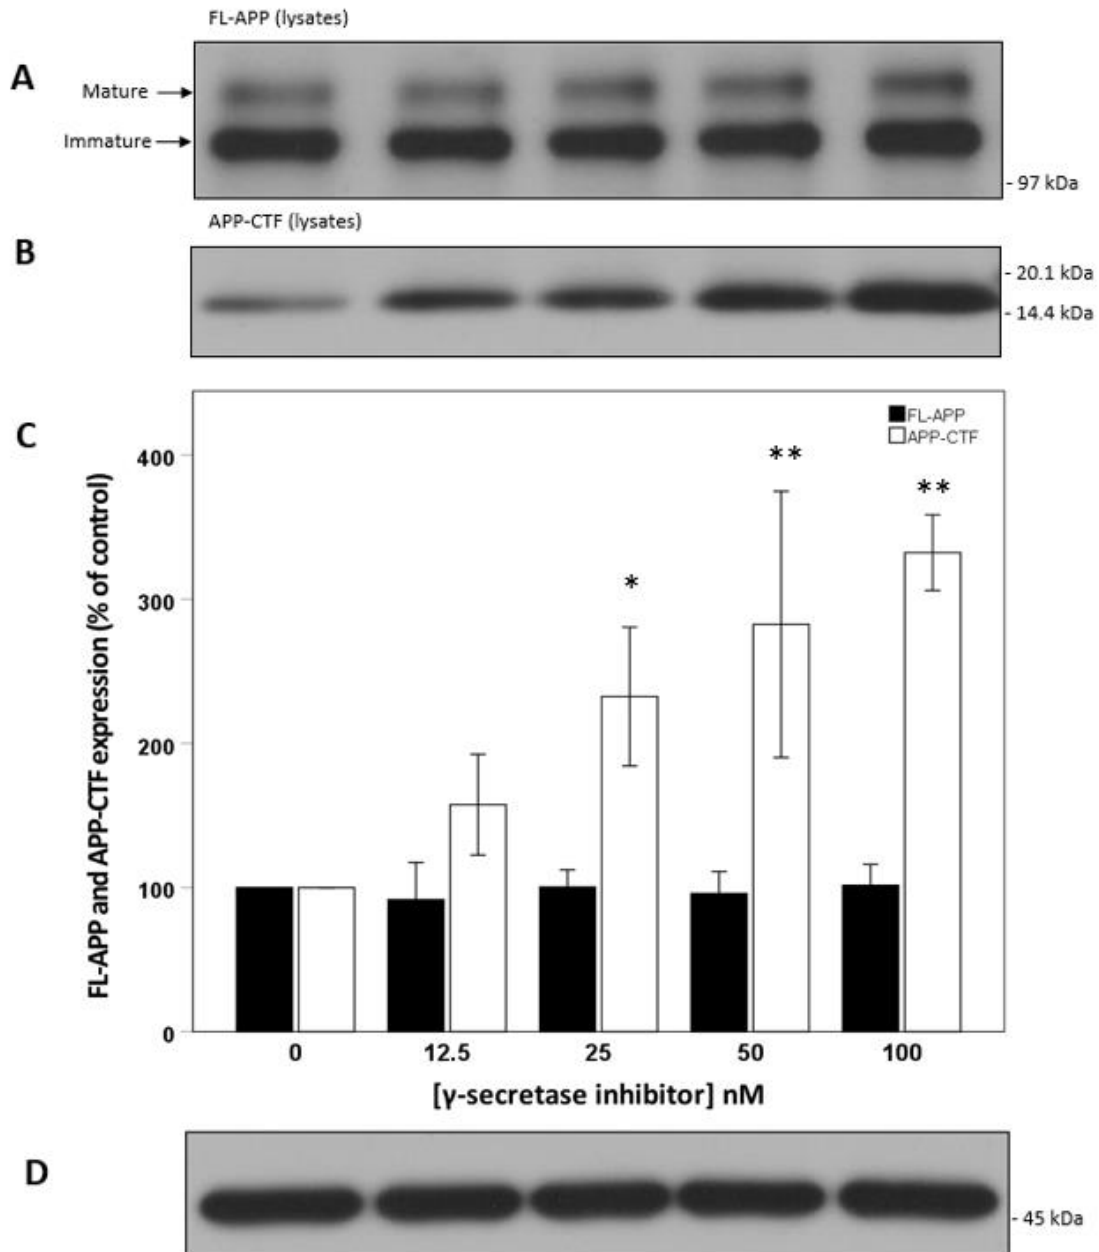 FL-APP (lysates)
A
Mature
Immature
- 97 kDa
APP-CTF (lysates)
B
- 20.1 kDa
- 14.4 kDa
C
FL-APP
APP-CTF
FL-APP and APP-CTF expression (% of control)
400
300
200
100
0
**
**
*
0 12.5 25 50 100
[γ-secretase inhibitor] nM
D
- 45 kDa